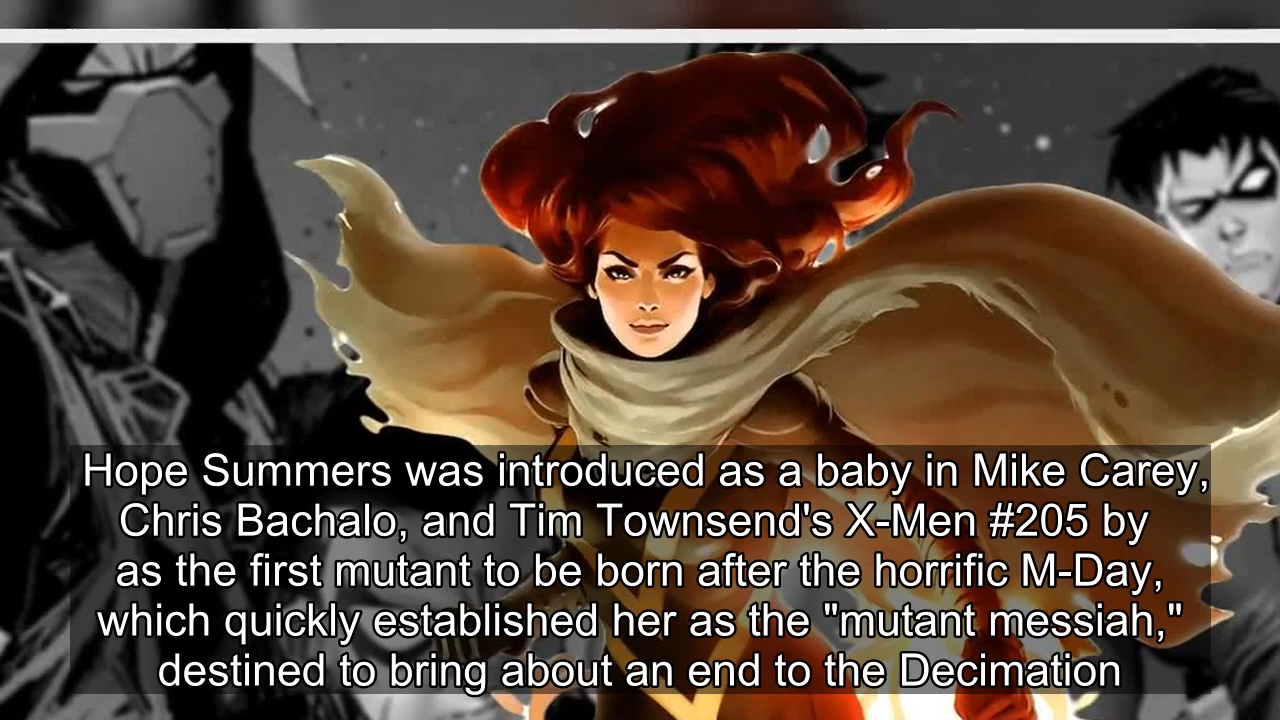 Hope Summers was introduced as a baby in Mike Carey,
Chris Bachalo, and Tim Townsend's X-Men #205 by
as the first mutant to be born after the horrific M-Day,
which quickly established her as the "mutant messiah,"
destined to bring about an end to the Decimation